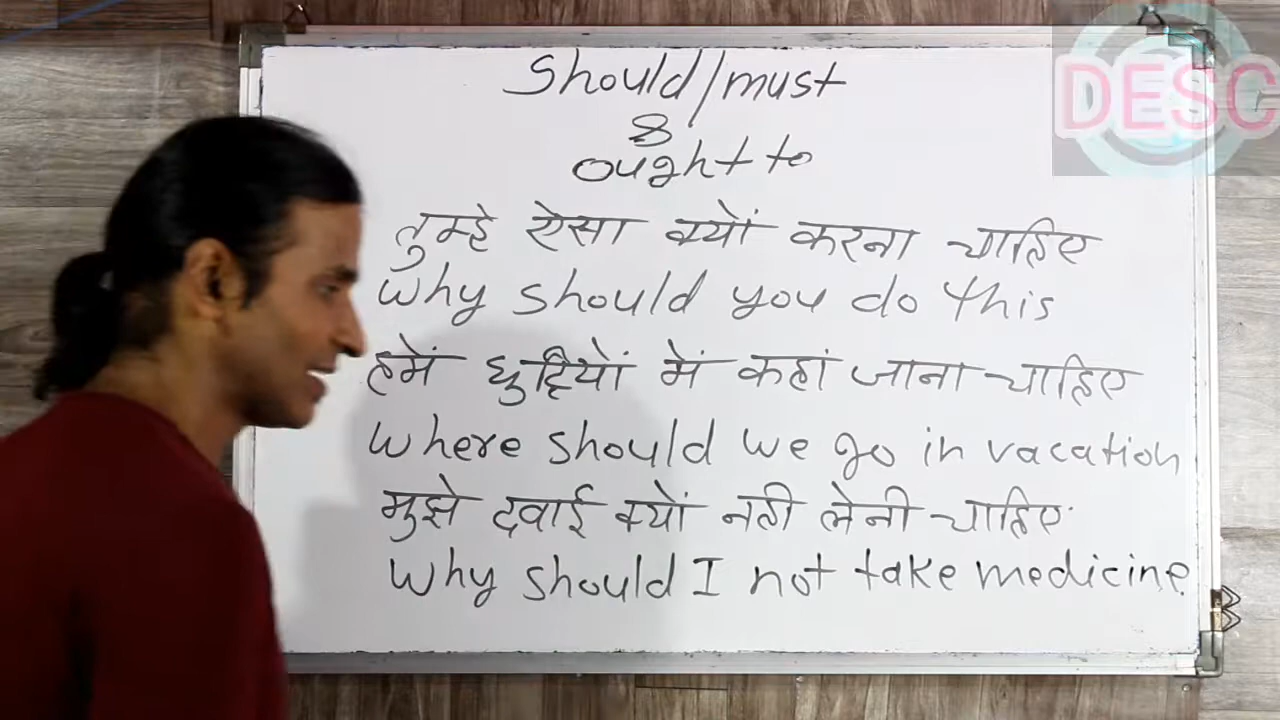 DESC
Should/must
&
ought to
तुम्हे ऐसा क्यों करना चाहिए
Why should you do this
हमें छुट्टियों में कहां जाना चाहिए
Where should we go in vacation
मुझे दवाई क्यों नही लेनी चाहिए
Why should I not take medicine.